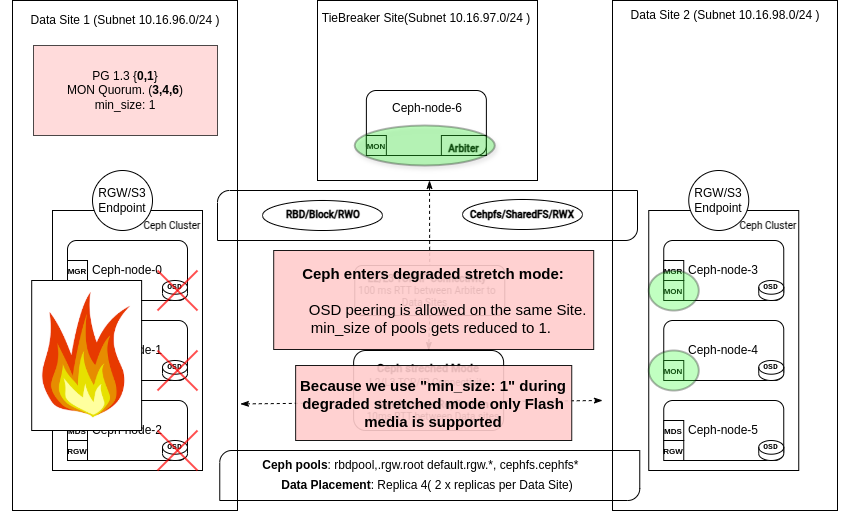 Data Site 1 (Subnet 10.16.96.0/24 )
TieBreaker Site(Subnet 10.16.97.0/24 )
Data Site 2 (Subnet 10.16.98.0/24 )
PG 1.3 {0,1}
MON Quorum. (3,4,6)
min_size: 1
Ceph-node-6
MON
Arbiter
RGW/S3
Endpoint
Ceph Cluster
RBD/Block/RWO
Cehpfs/SharedFS/RWX
RGW/S3
Endpoint
Ceph Cluster
MGR
Ceph-node-0
OSD
de-1
OSD
Ceph-node-2
MDS
RGW
OSD
100 ms RTT between Arbiter to
Data Sites
Ceph enters degraded stretch mode:
OSD peering is allowed on the same Site.
min_size of pools gets reduced to 1.
Ceph streched Mode
Because we use "min_size: 1" during
degraded stretched mode only Flash
media is supported
MGR
Ceph-node-3
MON
OSD
Ceph-node-4
MON
OSD
Ceph-node-5
MDS
RGW
OSD
Ceph pools: rbdpool,.rgw.root default.rgw.*, cephfs.cephfs*
Data Placement: Replica 4( 2 x replicas per Data Site)